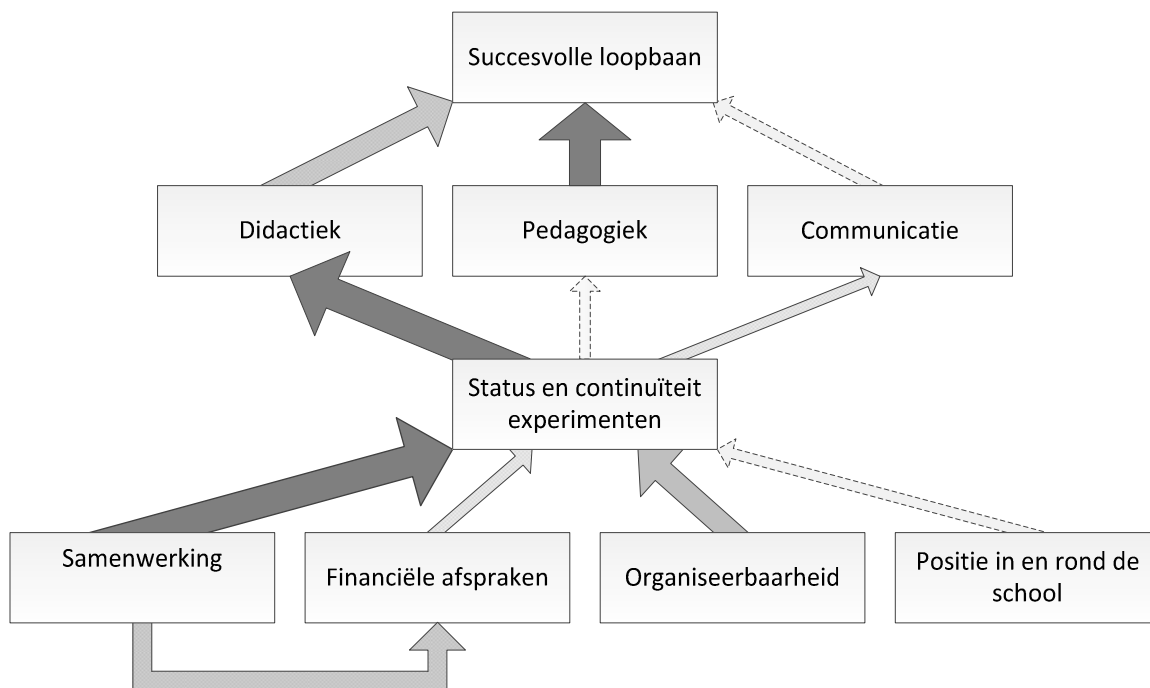 Succesvolle loopbaan
Didactiek
Pedagogiek
Communicatie
Status en continuïteit
experimenten
Samenwerking
Financiële afspraken
Organiseerbaarheid
Positie in en rond de
school